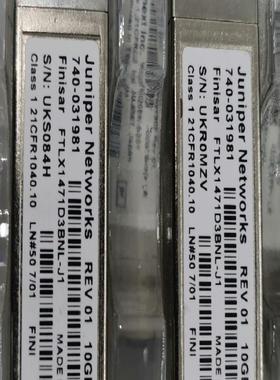 Juniper Networks REV 01 10G
740-031981
Finisar FTLX1471D3BNL-J1 MADE
S/N: UKS084H
Class 1 21CFR1040.10 LN#50 7/01 FINI
Juniper Networks REV 01 10G
740-031981
Finisar FTLX1471D3BNL-J1 MADE
S/N: UKR0MZV
Class 1 21CFR1040.10 LN#50 7/01 FINI